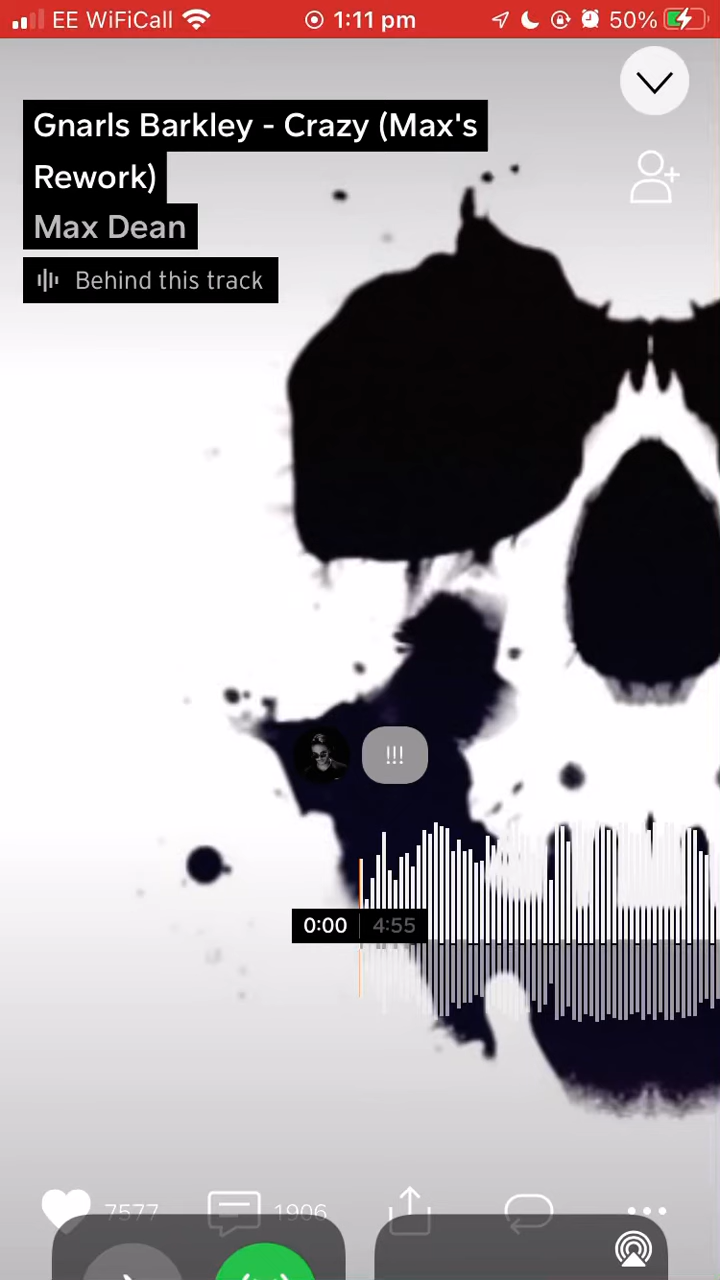 EE WiFiCall 1:11 pm 50%
Gnarls Barkley - Crazy (Max's
Rework)
Max Dean
Behind this track
!!!
0:00 4:55
7577 1906